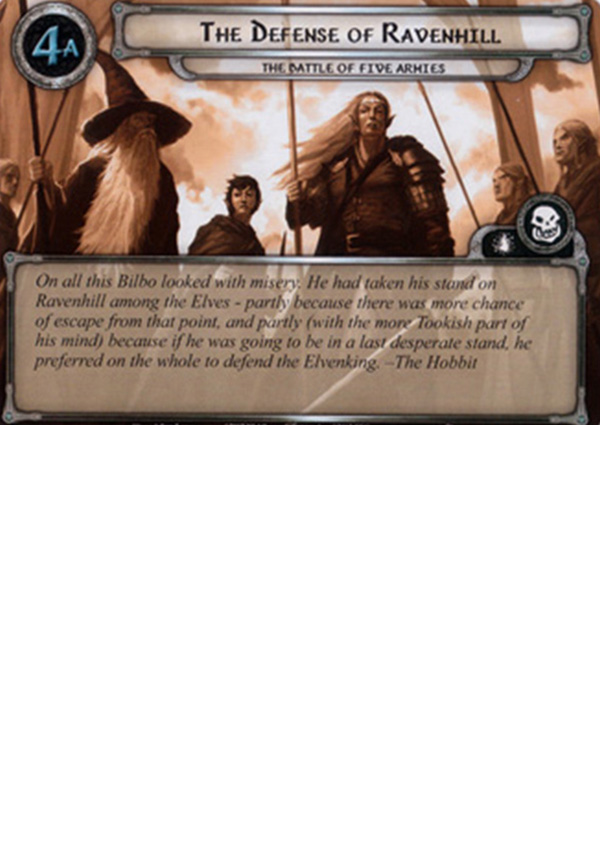 4A
The Defense of Ravenhill
The Battle of Five Armies
On all this Bilbo looked with misery. He had taken his stand on
Ravenhill among the Elves - partly because there was more chance
of escape from that point, and partly (with the more Tookish part of
his mind) because if he was going to be in a last desperate stand, he
preferred on the whole to defend the Elvenking. –The Hobbit